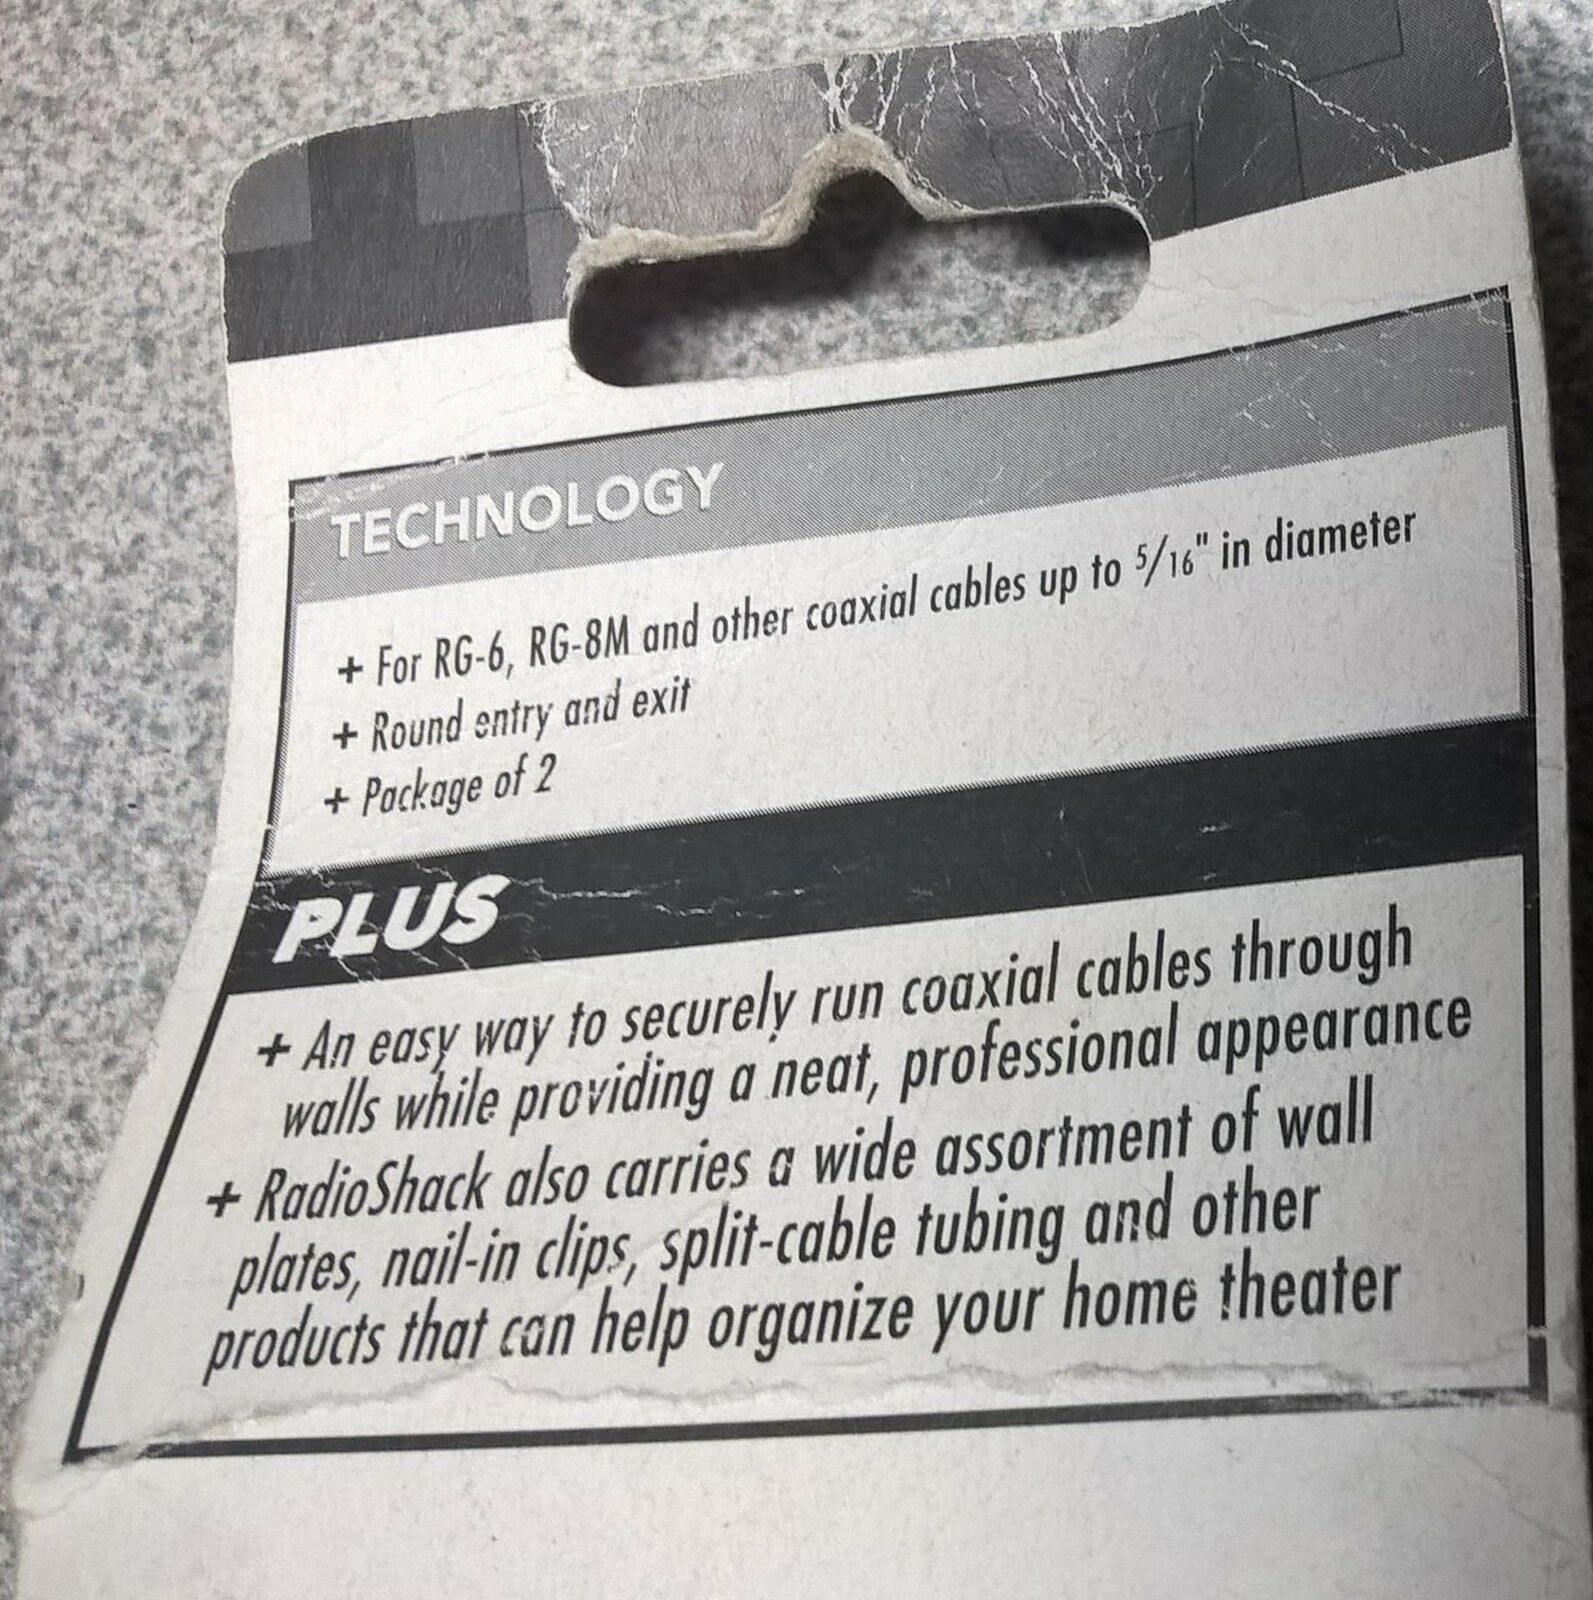 TECHNOLOGY
+ For RG-6, RG-8M and other coaxial cables up to 5/16" in diameter
+ Round entry and exit
+ Package of 2
PLUS
+ An easy way to securely run coaxial cables through
walls while providing a neat, professional appearance
+ RadioShack also carries a wide assortment of wall
plates, nail-in clips, split-cable tubing and other
products that can help organize your home theater